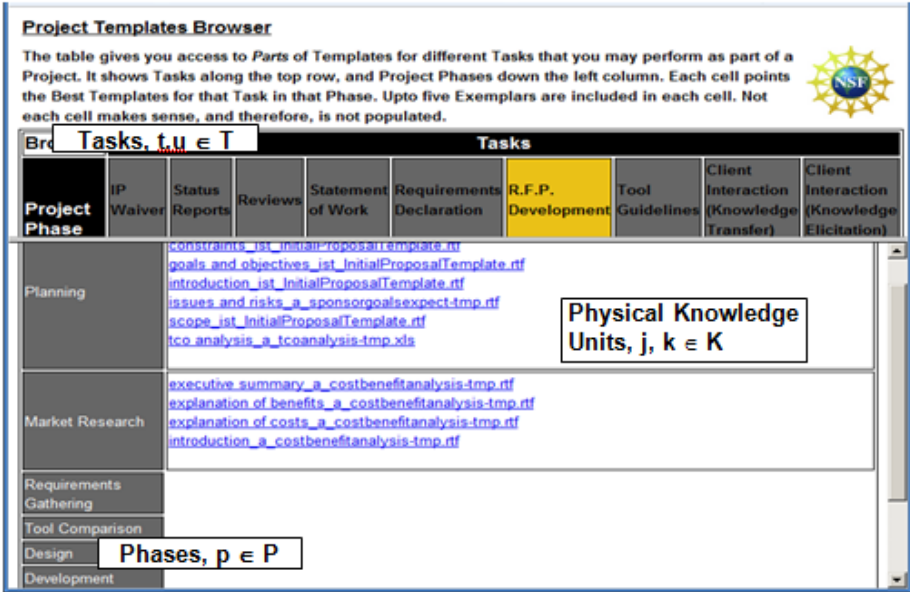 Project Templates Browser
The table gives you access to Parts of Templates for different Tasks that you may perform as part of a
Project. It shows Tasks along the top row, and Project Phases down the left column. Each cell points
the Best Templates for that Task in that Phase. Upto five Exemplars are included in each cell. Not
each cell makes sense, and therefore, is not populated.
NSF
Tasks, t,u ∈ T
Tasks
Project
Phase
IP
Waiver
Status
Reports
Reviews
Statement
of Work
Requirements
Declaration
R.F.P.
Development
Tool
Guidelines
Client
Interaction
(Knowledge
Transfer)
Client
Interaction
(Knowledge
Elicitation)
Planning
constraints_ist_InitialProposalTemplate.rtf
goals and objectives_ist_InitialProposalTemplate.rtf
introduction_ist_InitialProposalTemplate.rtf
issues and risks_a_sponsorgoalsexpect-tmp.rtf
scope_ist_InitialProposalTemplate.rtf
tco analysis_a_tcoanalysis-tmp.xls
Physical Knowledge
Units, j, k ∈ K
Market Research
executive summary_a_costbenefitanalysis-tmp.rtf
explanation of benefits_a_costbenefitanalysis-tmp.rtf
explanation of costs_a_costbenefitanalysis-tmp.rtf
introduction_a_costbenefitanalysis-tmp.rtf
Requirements
Gathering
Tool Comparison
Design
Phases, p ∈ P
Development